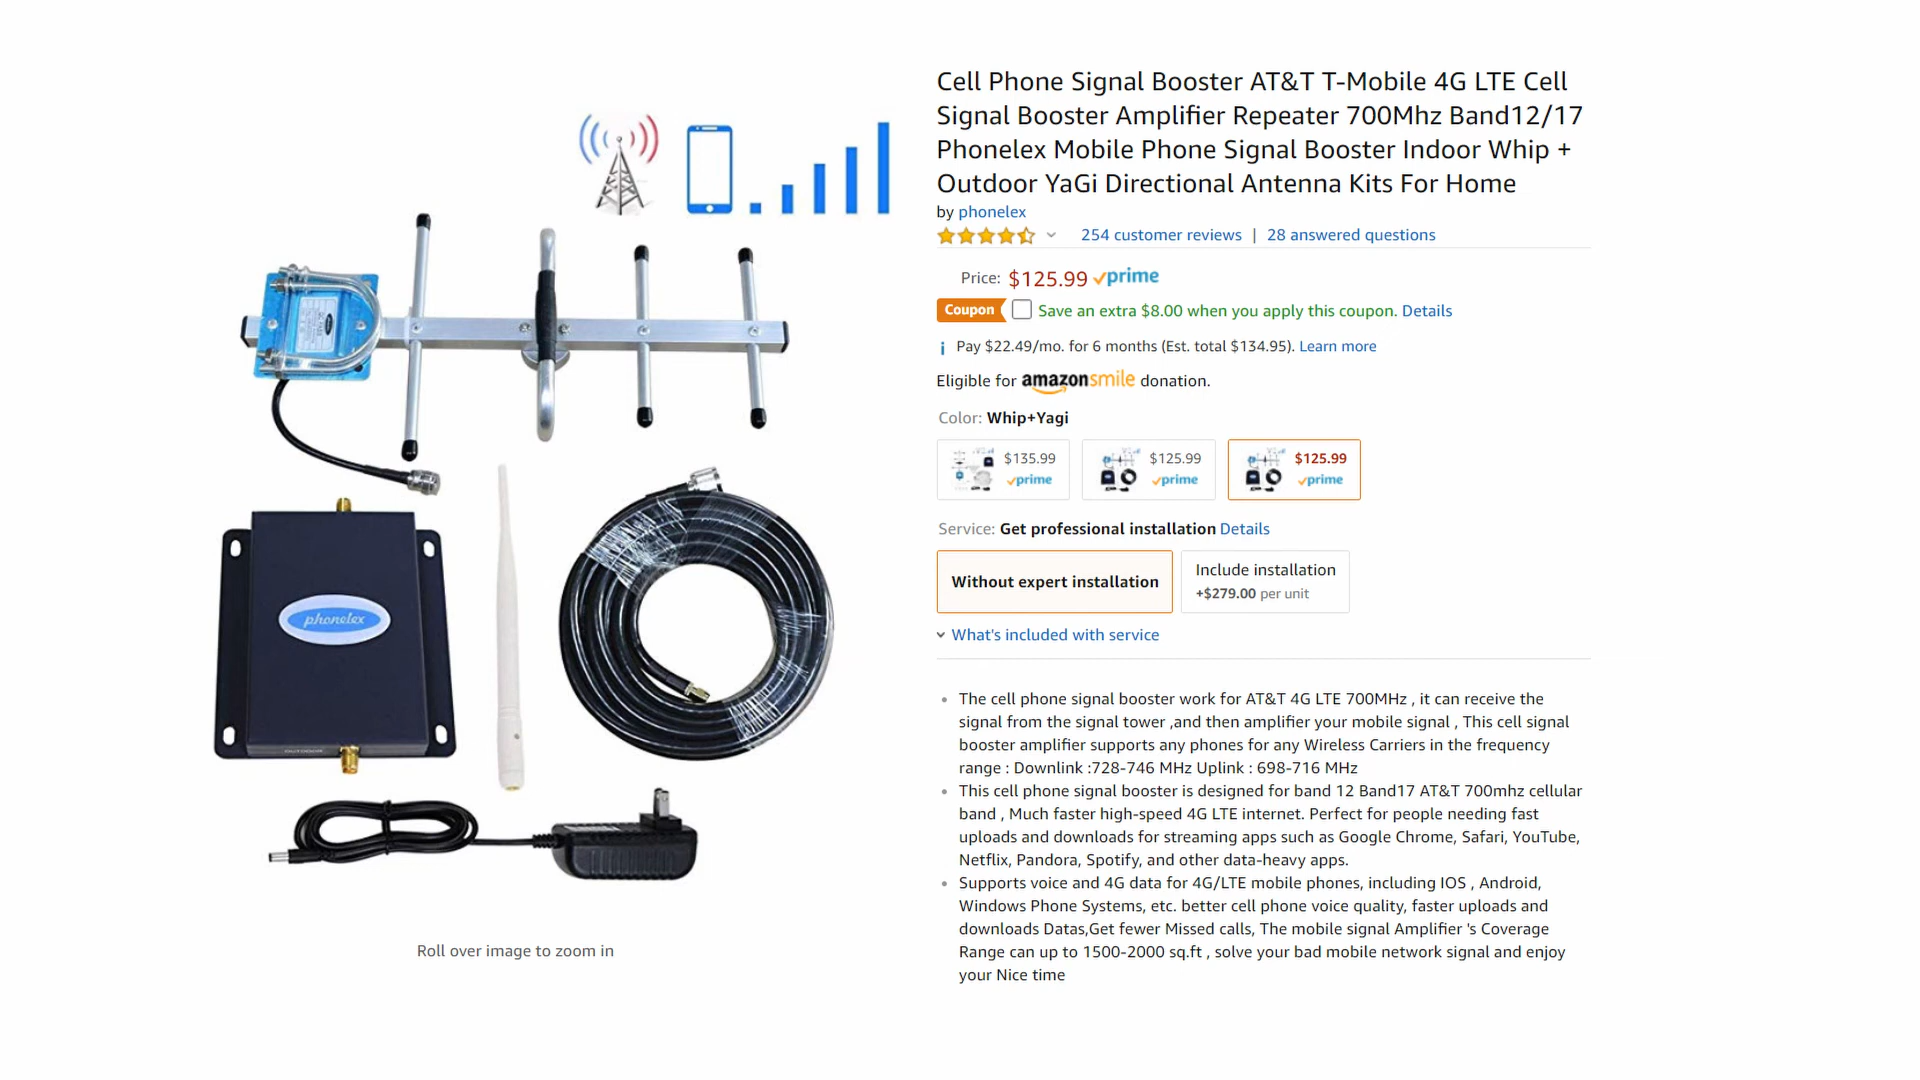 Cell Phone Signal Booster AT&T T-Mobile 4G LTE Cell
Signal Booster Amplifier Repeater 700Mhz Band12/17
Phonelex Mobile Phone Signal Booster Indoor Whip +
Outdoor YaGi Directional Antenna Kits For Home
by phonelex
254 customer reviews | 28 answered questions
Price: $125.99 prime
Coupon Save an extra $8.00 when you apply this coupon. Details
Pay $22.49/mo. for 6 months (Est. total $134.95). Learn more
Eligible for amazonsmile donation.
Color: Whip+Yagi
$135.99 $125.99 $125.99
prime prime prime
Service: Get professional installation Details
Without expert installation
Include installation
+$279.00 per unit
What's included with service
The cell phone signal booster work for AT&T 4G LTE 700MHz , it can receive the
signal from the signal tower ,and then amplifier your mobile signal , This cell signal
booster amplifier supports any phones for any Wireless Carriers in the frequency
range : Downlink :728-746 MHz Uplink : 698-716 MHz
This cell phone signal booster is designed for band 12 Band17 AT&T 700mhz cellular
band , Much faster high-speed 4G LTE internet. Perfect for people needing fast
uploads and downloads for streaming apps such as Google Chrome, Safari, YouTube,
Netflix, Pandora, Spotify, and other data-heavy apps.
Supports voice and 4G data for 4G/LTE mobile phones, including IOS , Android,
Windows Phone Systems, etc. better cell phone voice quality, faster uploads and
downloads Datas,Get fewer Missed calls, The mobile signal Amplifier 's Coverage
Range can up to 1500-2000 sq.ft , solve your bad mobile network signal and enjoy
your Nice time
phonelex
OUTDOOR
Roll over image to zoom in